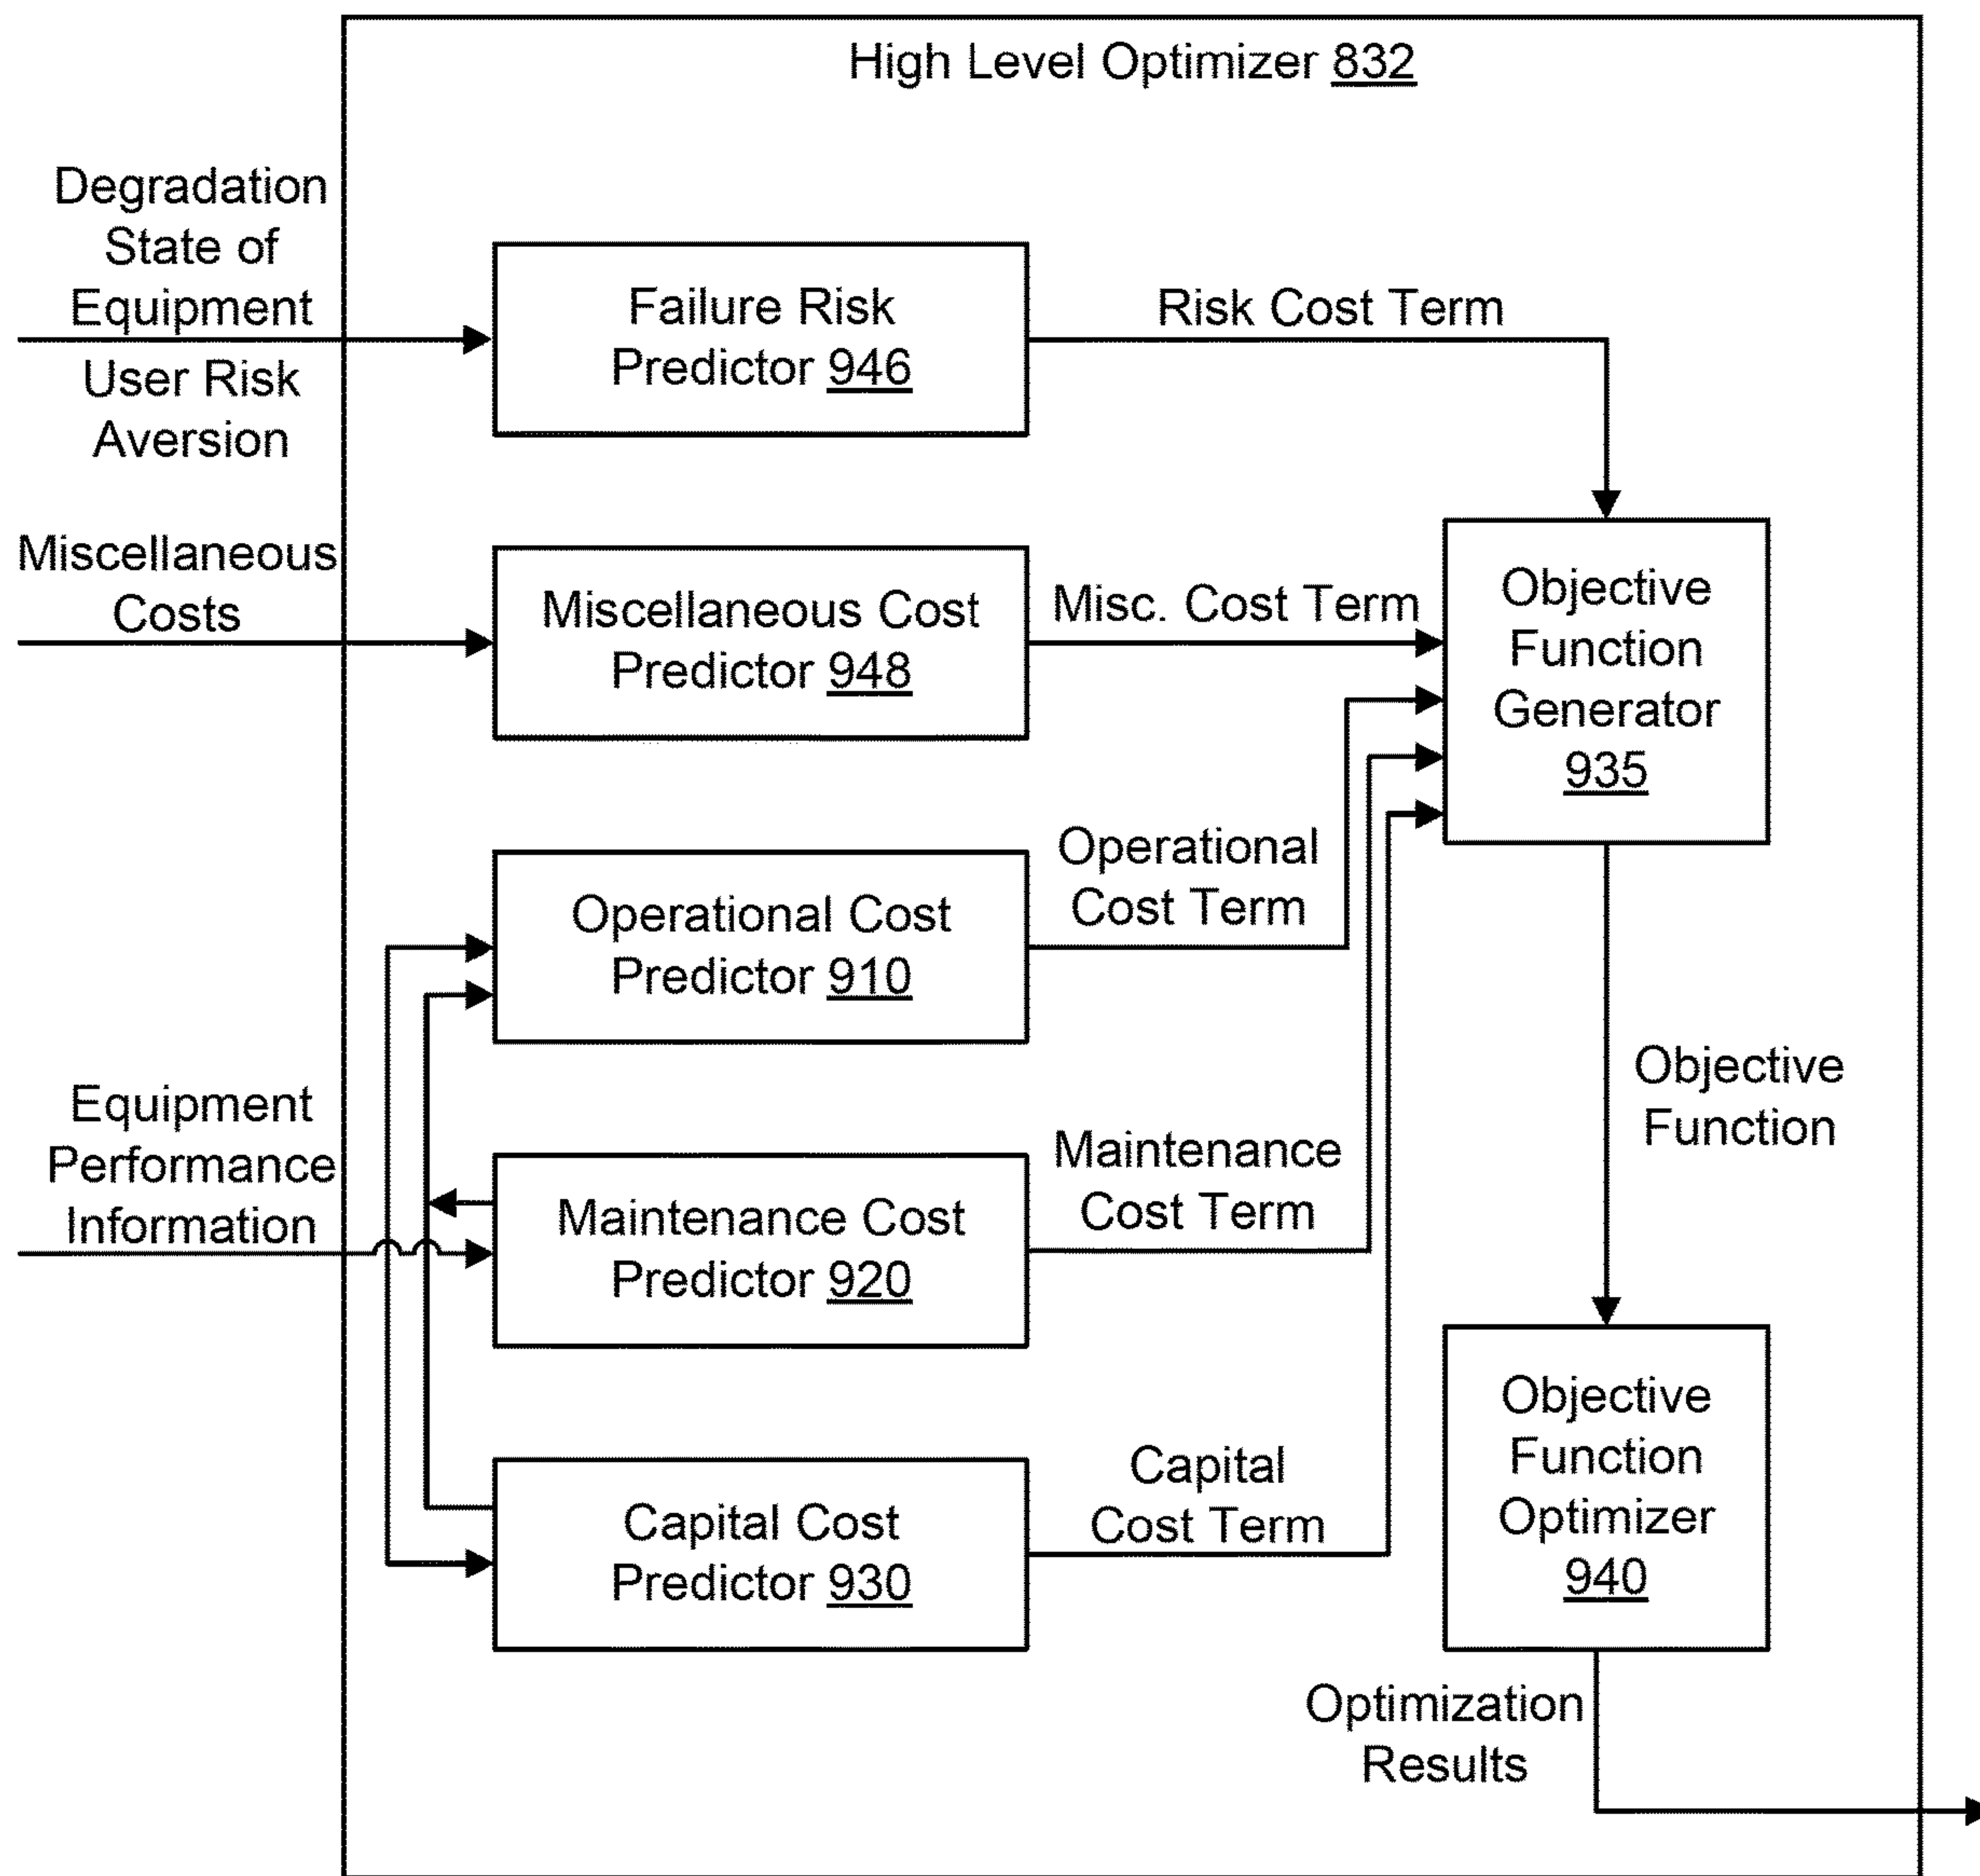 High Level Optimizer 832
Degradation
State of
Equipment
User Risk
Aversion
Failure Risk
Predictor 946
Risk Cost Term
Miscellaneous
Costs
Miscellaneous Cost
Predictor 948
Misc. Cost Term
Objective
Function
Generator
935
Operational Cost
Predictor 910
Operational
Cost Term
Equipment
Performance
Information
Maintenance Cost
Predictor 920
Maintenance
Cost Term
Objective
Function
Capital Cost
Predictor 930
Capital
Cost Term
Objective
Function
Optimizer
940
Optimization
Results